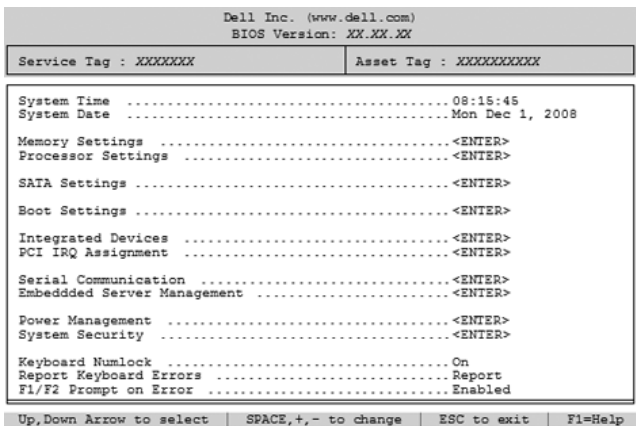 Dell Inc. (www.dell.com)
BIOS Version: XX.XX.XX
Service Tag : XXXXXXX | Asset Tag : XXXXXXXXXX
System Time ....................................... 08:15:45
System Date ....................................... Mon Dec 1, 2008
Memory Settings ................................... <ENTER>
Processor Settings ................................ <ENTER>
SATA Settings ...................................... <ENTER>
Boot Settings ...................................... <ENTER>
Integrated Devices ................................ <ENTER>
PCI IRQ Assignment ................................ <ENTER>
Serial Communication .............................. <ENTER>
Embeddded Server Management ....................... <ENTER>
Power Management .................................. <ENTER>
System Security ................................... <ENTER>
Keyboard Numlock .................................. On
Report Keyboard Errors ............................ Report
F1/F2 Prompt on Error ............................. Enabled
Up,Down Arrow to select | SPACE,+,- to change | ESC to exit | F1=Help